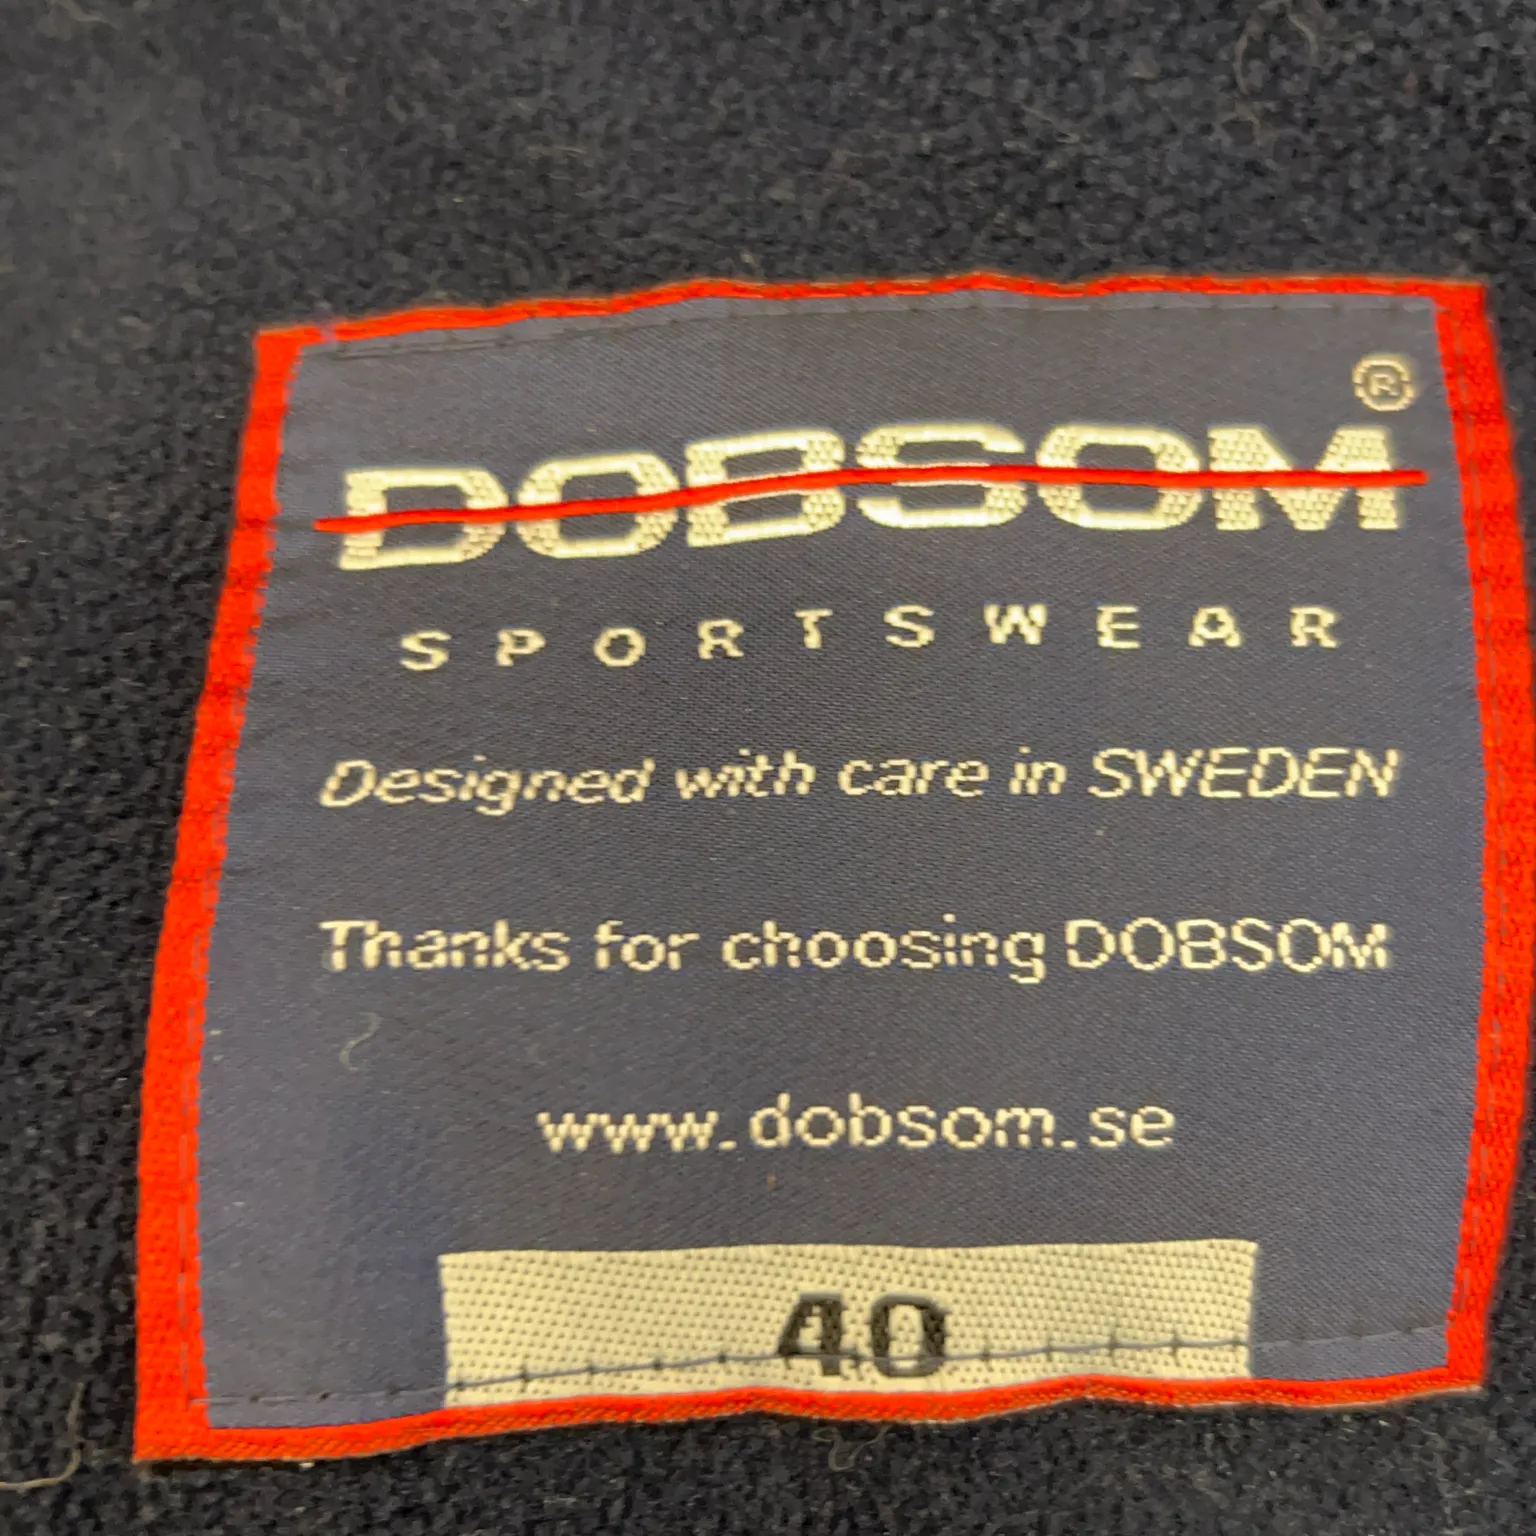 DOBSOM®
SPORTSWEAR
Designed with care in SWEDEN
Thanks for choosing DOBSOM
www.dobsom.se
40